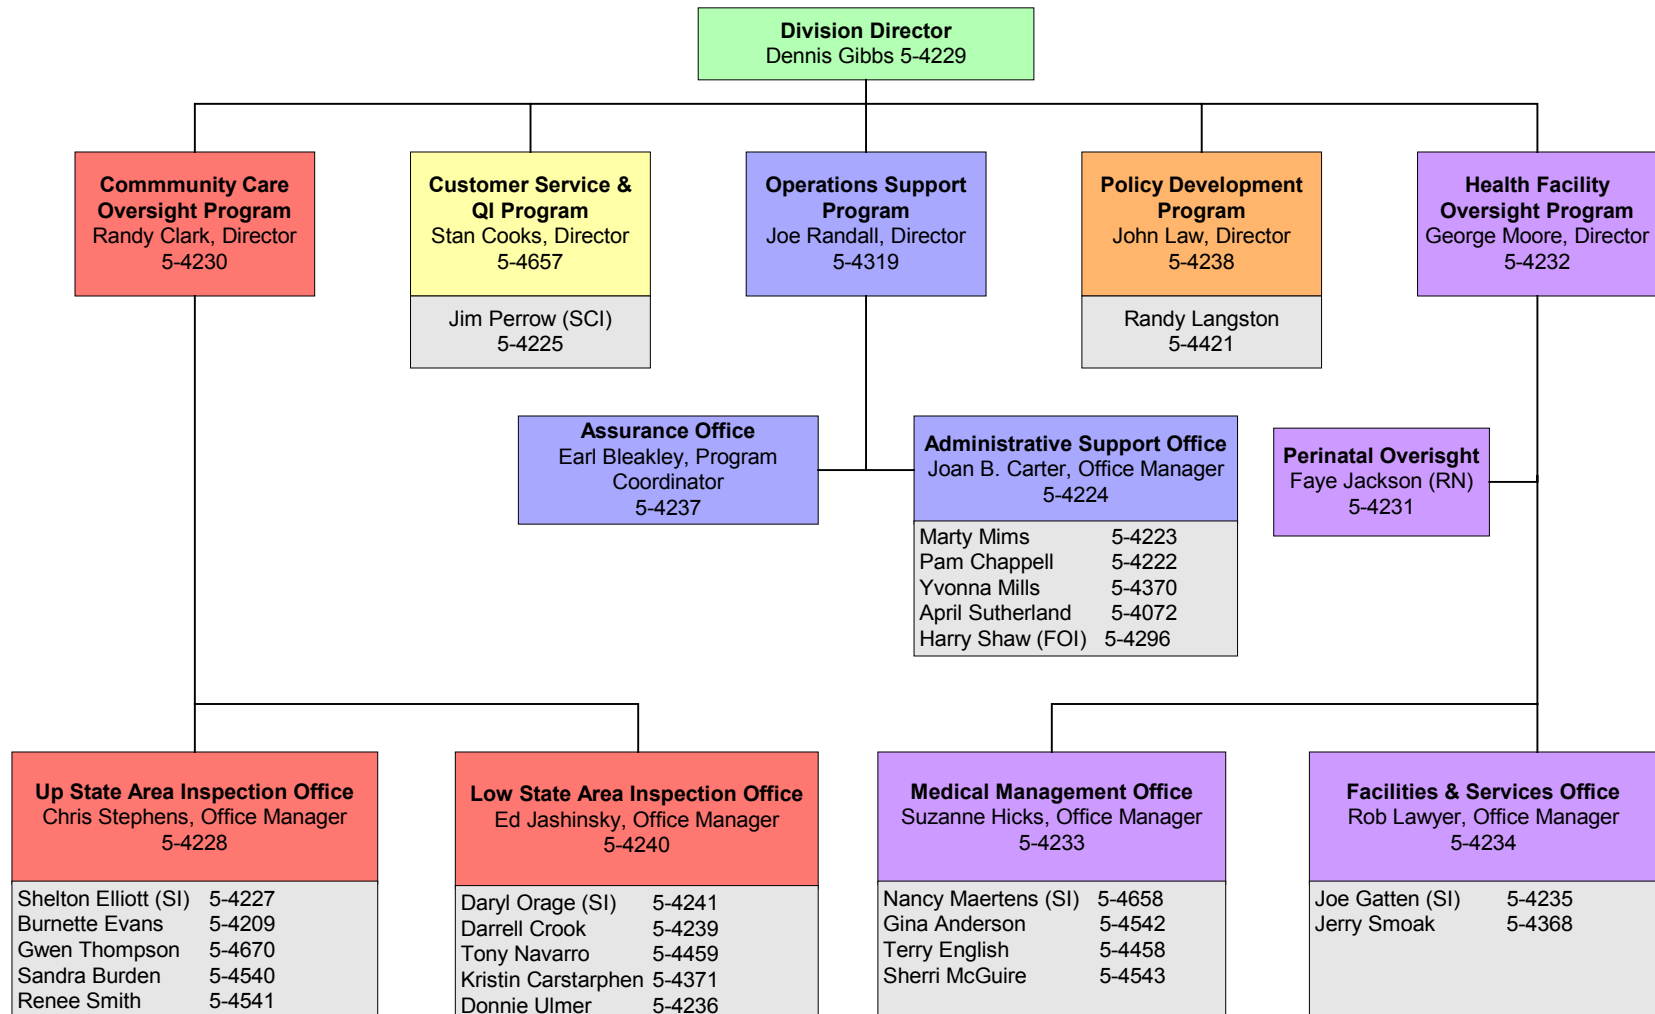 Division Director
Dennis Gibbs 5-4229
Commmunity Care
Oversight Program
Randy Clark, Director
5-4230
Customer Service &
QI Program
Stan Cooks, Director
5-4657
Jim Perrow (SCI)
5-4225
Operations Support
Program
Joe Randall, Director
5-4319
Policy Development
Program
John Law, Director
5-4238
Randy Langston
5-4421
Health Facility
Oversight Program
George Moore, Director
5-4232
Assurance Office
Earl Bleakley, Program
Coordinator
5-4237
Administrative Support Office
Joan B. Carter, Office Manager
5-4224
Marty Mims 5-4223
Pam Chappell 5-4222
Yvonna Mills 5-4370
April Sutherland 5-4072
Harry Shaw (FOI) 5-4296
Perinatal Overisght
Faye Jackson (RN)
5-4231
Up State Area Inspection Office
Chris Stephens, Office Manager
5-4228
Shelton Elliott (SI) 5-4227
Burnette Evans 5-4209
Gwen Thompson 5-4670
Sandra Burden 5-4540
Renee Smith 5-4541
Low State Area Inspection Office
Ed Jashinsky, Office Manager
5-4240
Daryl Orage (SI) 5-4241
Darrell Crook 5-4239
Tony Navarro 5-4459
Kristin Carstarphen 5-4371
Donnie Ulmer 5-4236
Medical Management Office
Suzanne Hicks, Office Manager
5-4233
Nancy Maertens (SI) 5-4658
Gina Anderson 5-4542
Terry English 5-4458
Sherri McGuire 5-4543
Facilities & Services Office
Rob Lawyer, Office Manager
5-4234
Joe Gatten (SI) 5-4235
Jerry Smoak 5-4368